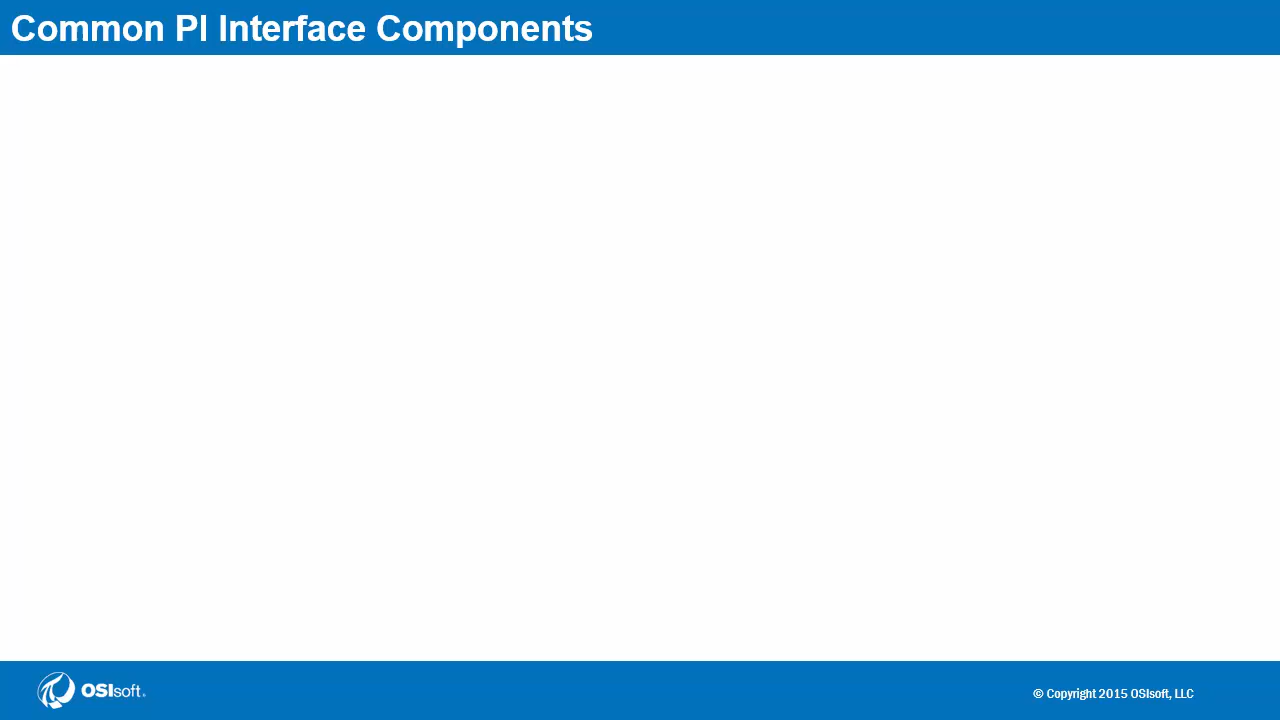 Common PI Interface Components
OSIsoft.
© Copyright 2015 OSIsoft, LLC